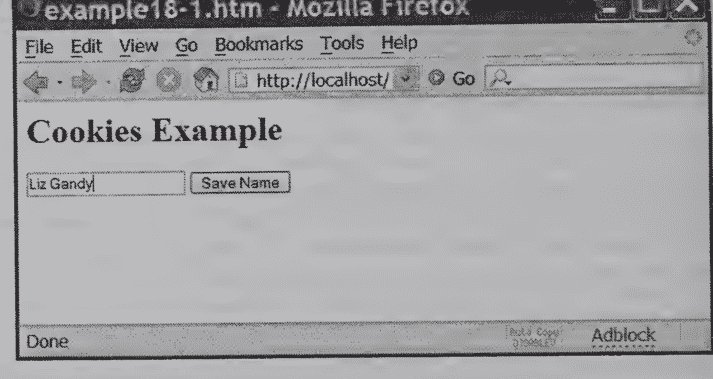 example18-1.htm - Mozilla Firefox
File Edit View Go Bookmarks Tools Help
http://localhost/ Go
Cookies Example
Liz Gandy Save Name
Done Adblock